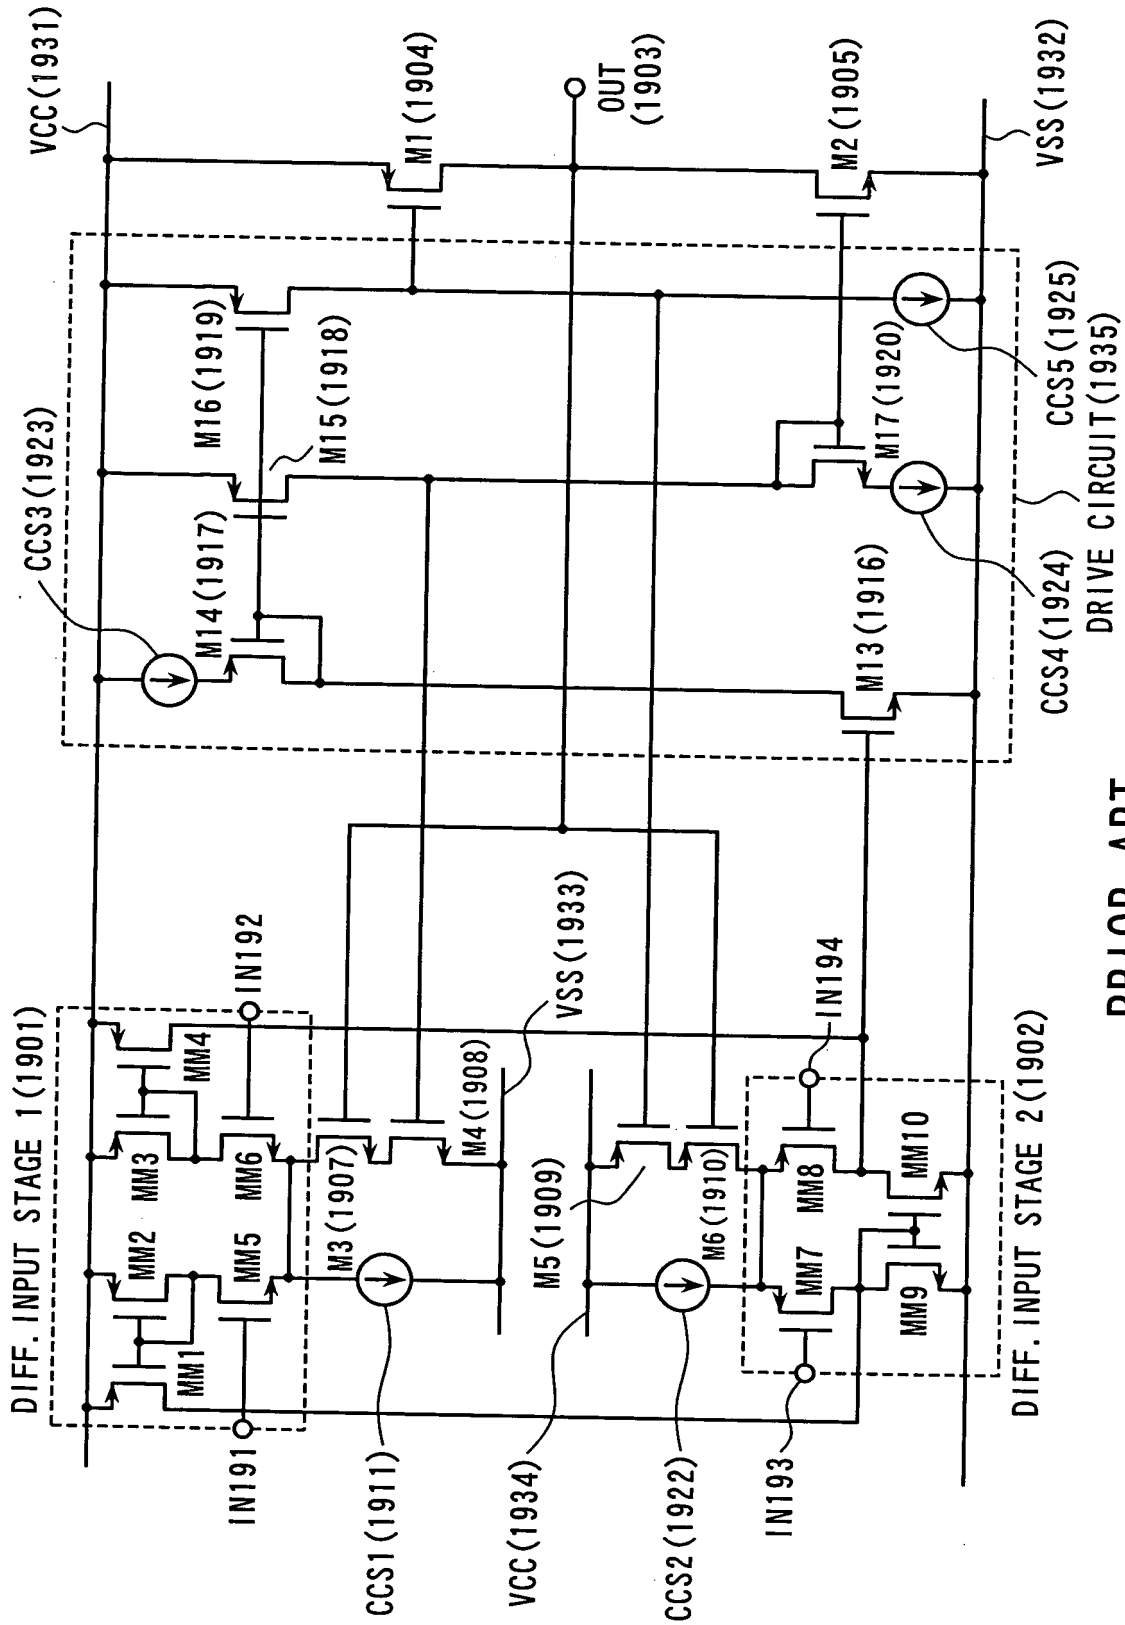 DIFF. INPUT STAGE 1(1901)
CCS3(1923)
VCC(1931)
IN191
MM1
MM2
MM3
MM4
MM5
MM6
IN192
M14(1917)
M16(1919)
M15(1918)
M1(1904)
CCS1(1911)
M3(1907)
M4(1908)
VSS(1933)
OUT
(1903)
VCC(1934)
M5(1909)
CCS2(1922)
M6(1910)
IN193
MM7
MM8
IN194
MM9
MM10
M13(1916)
M17(1920)
M2(1905)
DIFF. INPUT STAGE 2(1902)
CCS4(1924)
CCS5(1925)
VSS(1932)
DRIVE CIRCUIT(1935)
PRIOR ART